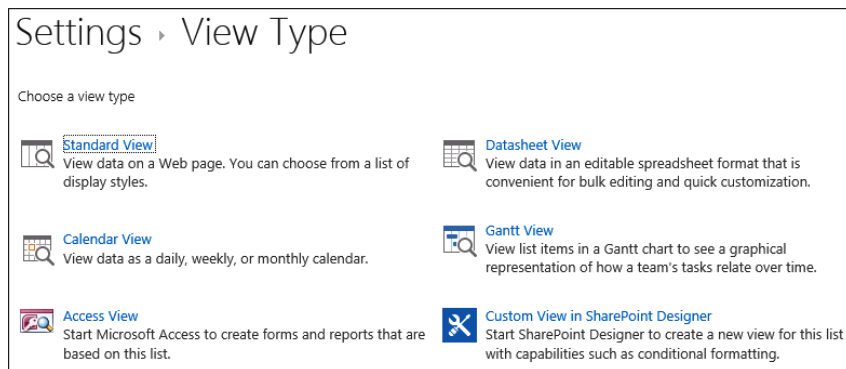 Settings ▸ View Type
Choose a view type
Standard View
View data on a Web page. You can choose from a list of
display styles.
Datasheet View
View data in an editable spreadsheet format that is
convenient for bulk editing and quick customization.
Calendar View
View data as a daily, weekly, or monthly calendar.
Gantt View
View list items in a Gantt chart to see a graphical
representation of how a team's tasks relate over time.
Access View
Start Microsoft Access to create forms and reports that are
based on this list.
Custom View in SharePoint Designer
Start SharePoint Designer to create a new view for this list
with capabilities such as conditional formatting.